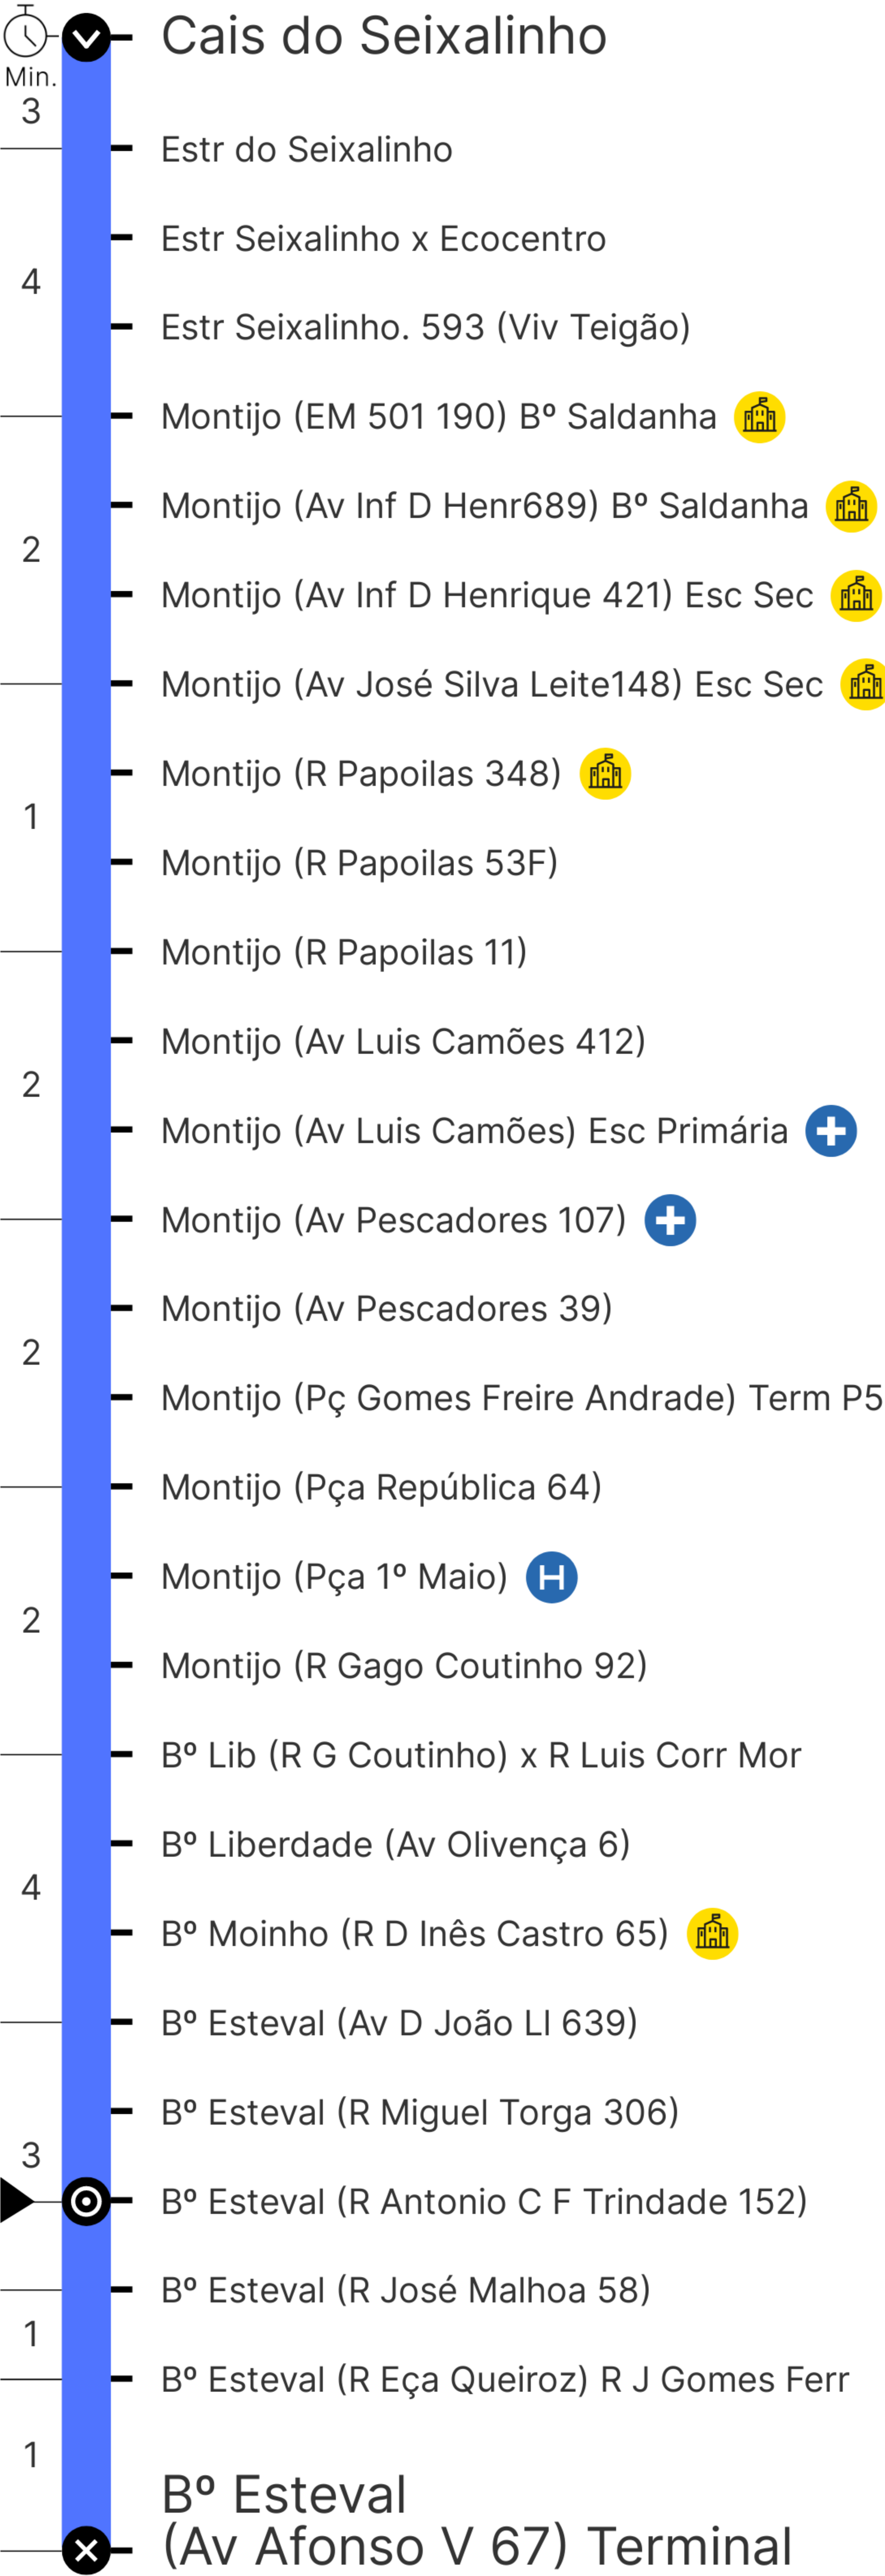 Cais do Seixalinho
Min.
3
Estr do Seixalinho
Estr Seixalinho x Ecocentro
4
Estr Seixalinho. 593 (Viv Teigão)
Montijo (EM 501 190) Bº Saldanha
Montijo (Av Inf D Henr689) Bº Saldanha
2
Montijo (Av Inf D Henrique 421) Esc Sec
Montijo (Av José Silva Leite148) Esc Sec
Montijo (R Papoilas 348)
1
Montijo (R Papoilas 53F)
Montijo (R Papoilas 11)
Montijo (Av Luis Camões 412)
2
Montijo (Av Luis Camões) Esc Primária
Montijo (Av Pescadores 107)
Montijo (Av Pescadores 39)
2
Montijo (Pç Gomes Freire Andrade) Term P5
Montijo (Pça República 64)
Montijo (Pça 1º Maio) H
2
Montijo (R Gago Coutinho 92)
Bº Lib (R G Coutinho) x R Luis Corr Mor
Bº Liberdade (Av Olivença 6)
4
Bº Moinho (R D Inês Castro 65)
Bº Esteval (Av D João Ll 639)
Bº Esteval (R Miguel Torga 306)
3
Bº Esteval (R Antonio C F Trindade 152)
Bº Esteval (R José Malhoa 58)
1
Bº Esteval (R Eça Queiroz) R J Gomes Ferr
1
Bº Esteval
(Av Afonso V 67) Terminal